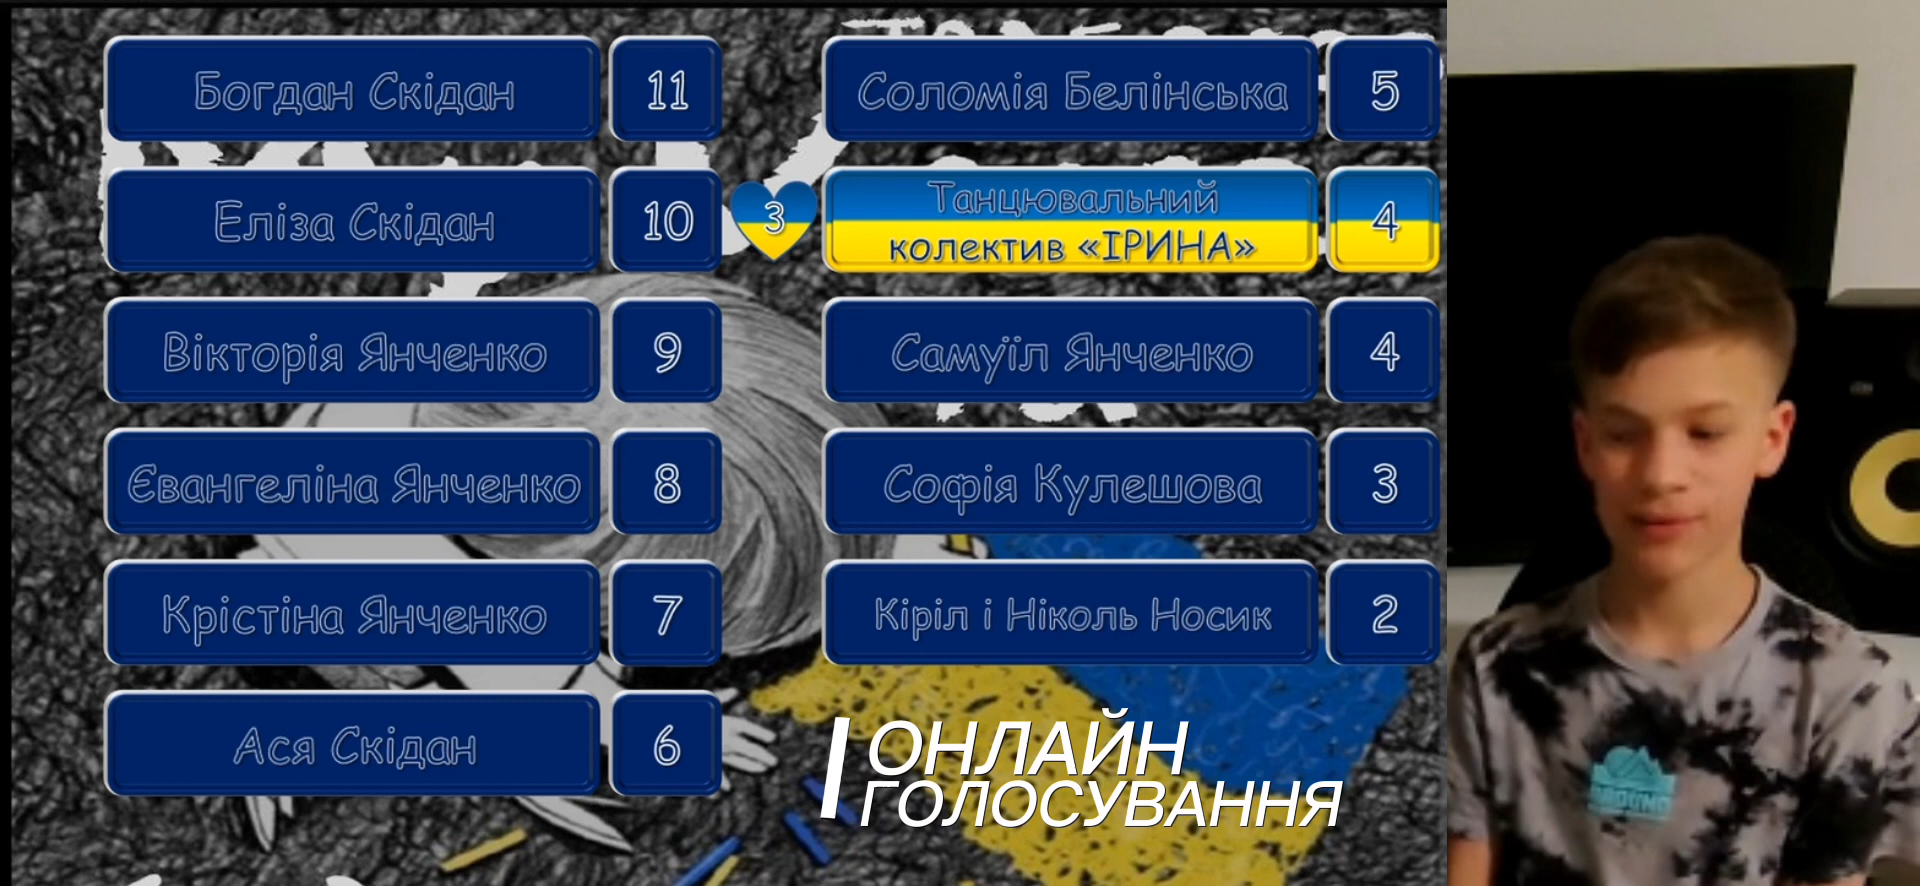 Богдан Скідан 11
Еліза Скідан 10
Вікторія Янченко 9
Євангеліна Янченко 8
Крістіна Янченко 7
Ася Скідан 6
Соломія Белінська 5
3
Танцювальний
колектив «ІРИНА» 4
Самуїл Янченко 4
Софія Кулешова 3
Кіріл і Ніколь Носик 2
ОНЛАЙН
ГОЛОСУВАННЯ